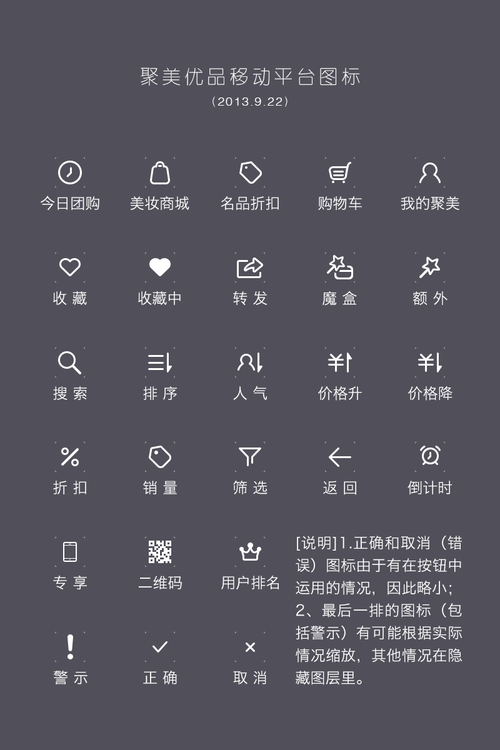 聚美优品移动平台图标
(2013.9.22)
今日团购 美妆商城 名品折扣 购物车 我的聚美
收藏 收藏中 转发 魔盒 额外
搜索 排序 人气 价格升 价格降
折扣 销量 筛选 返回 倒计时
专享 二维码 用户排名
警示 正确 取消
[说明]1.正确和取消（错
误）图标由于有在按钮中
运用的情况，因此略小；
2、最后一排的图标（包
括警示）有可能根据实际
情况缩放，其他情况在隐
藏图层里。